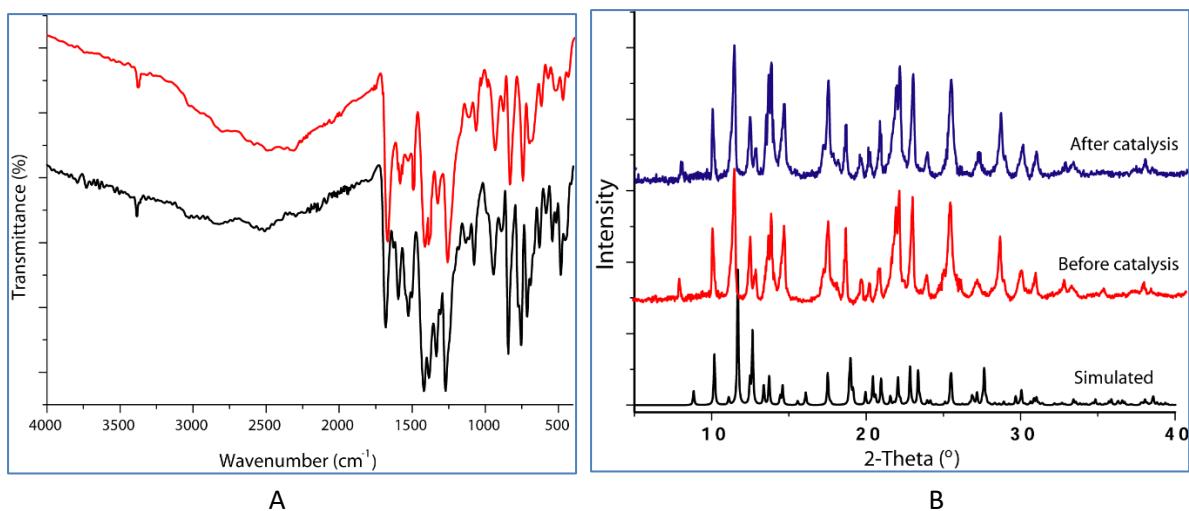 Transmittance (%)
4000 3500 3000 2500 2000 1500 1000 500
Wavenumber (cm⁻¹)
A
Intensity
After catalysis
Before catalysis
Simulated
10 20 30 40
2-Theta (°)
B